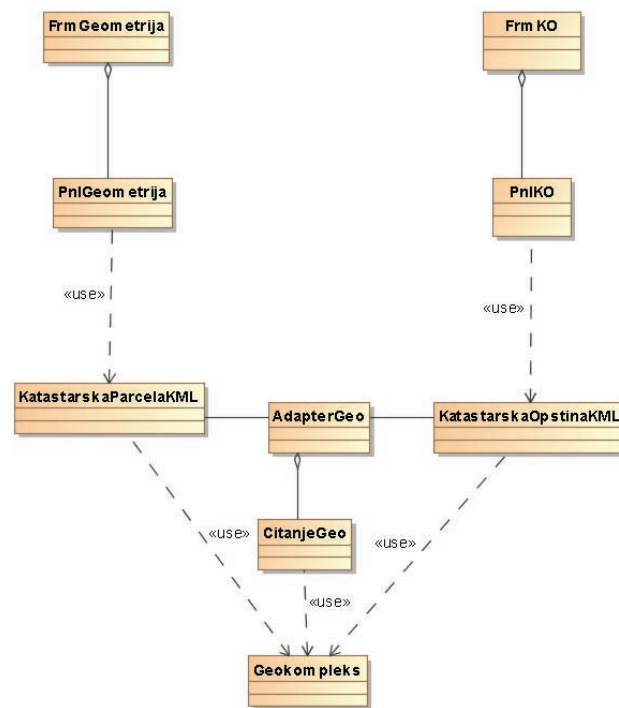 FrmGeometrija
FrmKO
PnlGeometrija
PnlKO
«use»
«use»
KatastarskaParcelaKML
AdapterGeo
KatastarskaOpstinaKML
CitanjeGeo
«use»
«use»
«use»
Geokompleks